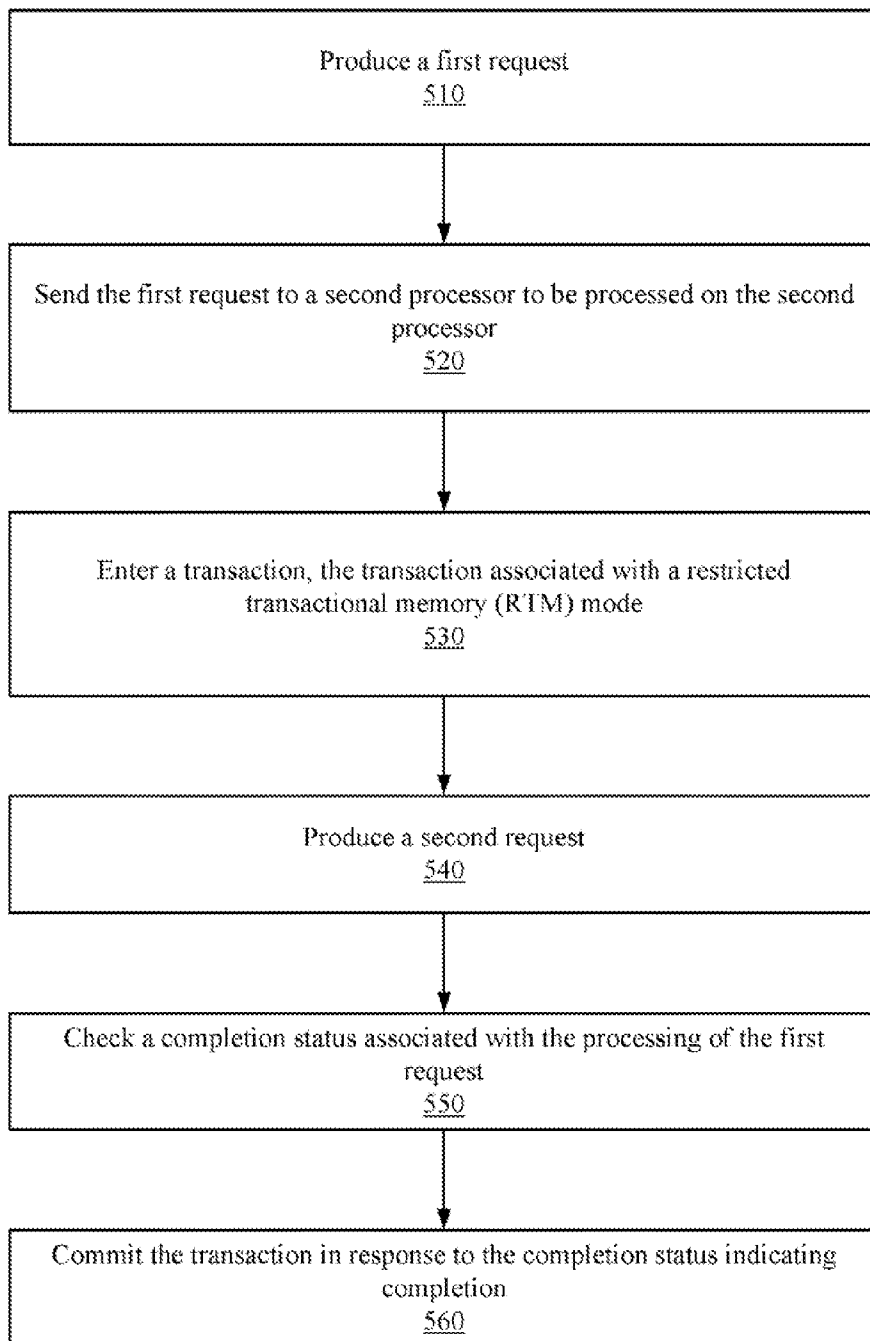 Produce a first request
510
Send the first request to a second processor to be processed on the second
processor
520
Enter a transaction, the transaction associated with a restricted
transactional memory (RTM) mode
530
Produce a second request
540
Check a completion status associated with the processing of the first
request
550
Commit the transaction in response to the completion status indicating
completion
560